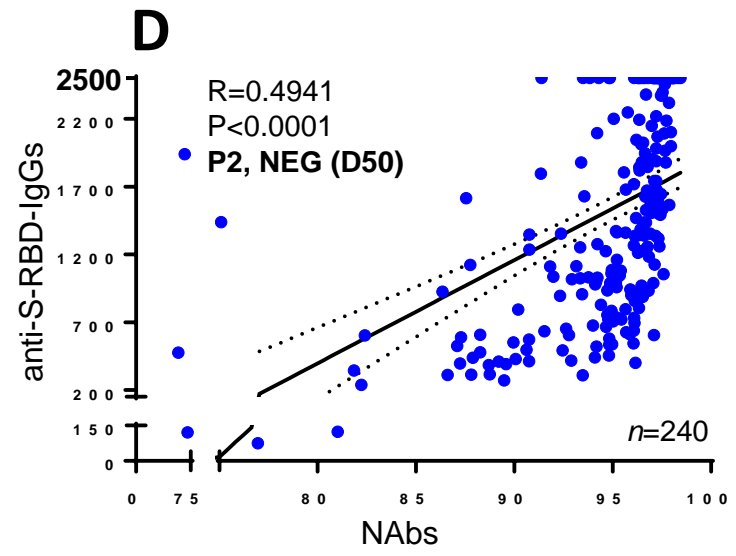 D
2500
2200
1700
1200
700
200
150
0
anti-S-RBD-IgGs
R=0.4941
P<0.0001
P2, NEG (D50)
n=240
0 75 80 85 90 95 100
NAbs